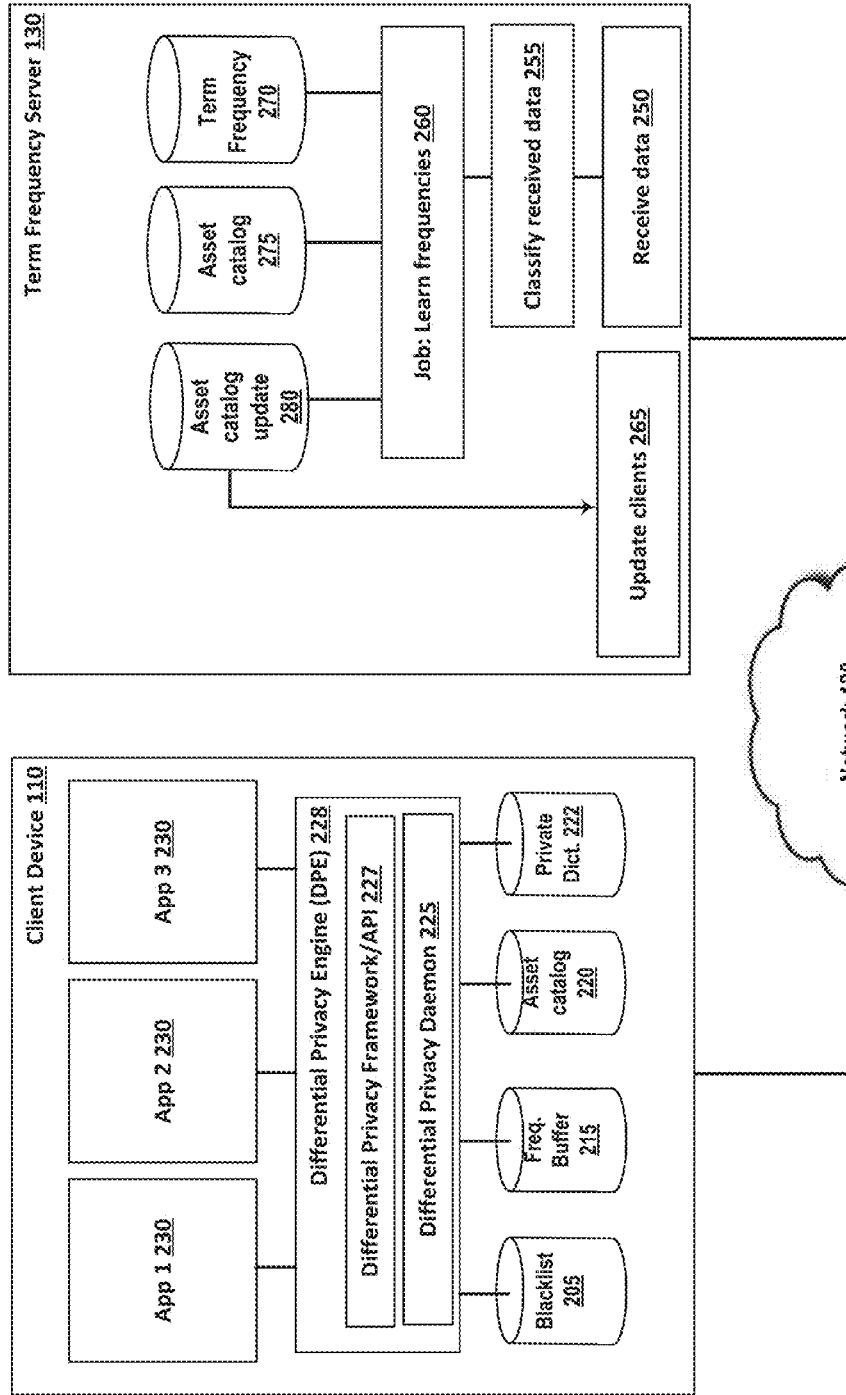 Client Device 110
App 1 230
App 2 230
App 3 230
Differential Privacy Engine (DPE) 228
Differential Privacy Framework/API 227
Differential Privacy Daemon 225
Blacklist
205
Freq.
Buffer
215
Asset
catalog
220
Private
Dict. 222
Term Frequency Server 130
Asset
catalog
update
280
Asset
catalog
275
Term
Frequency
270
Job: Learn frequencies 260
Classify received data 255
Update clients 265
Receive data 250